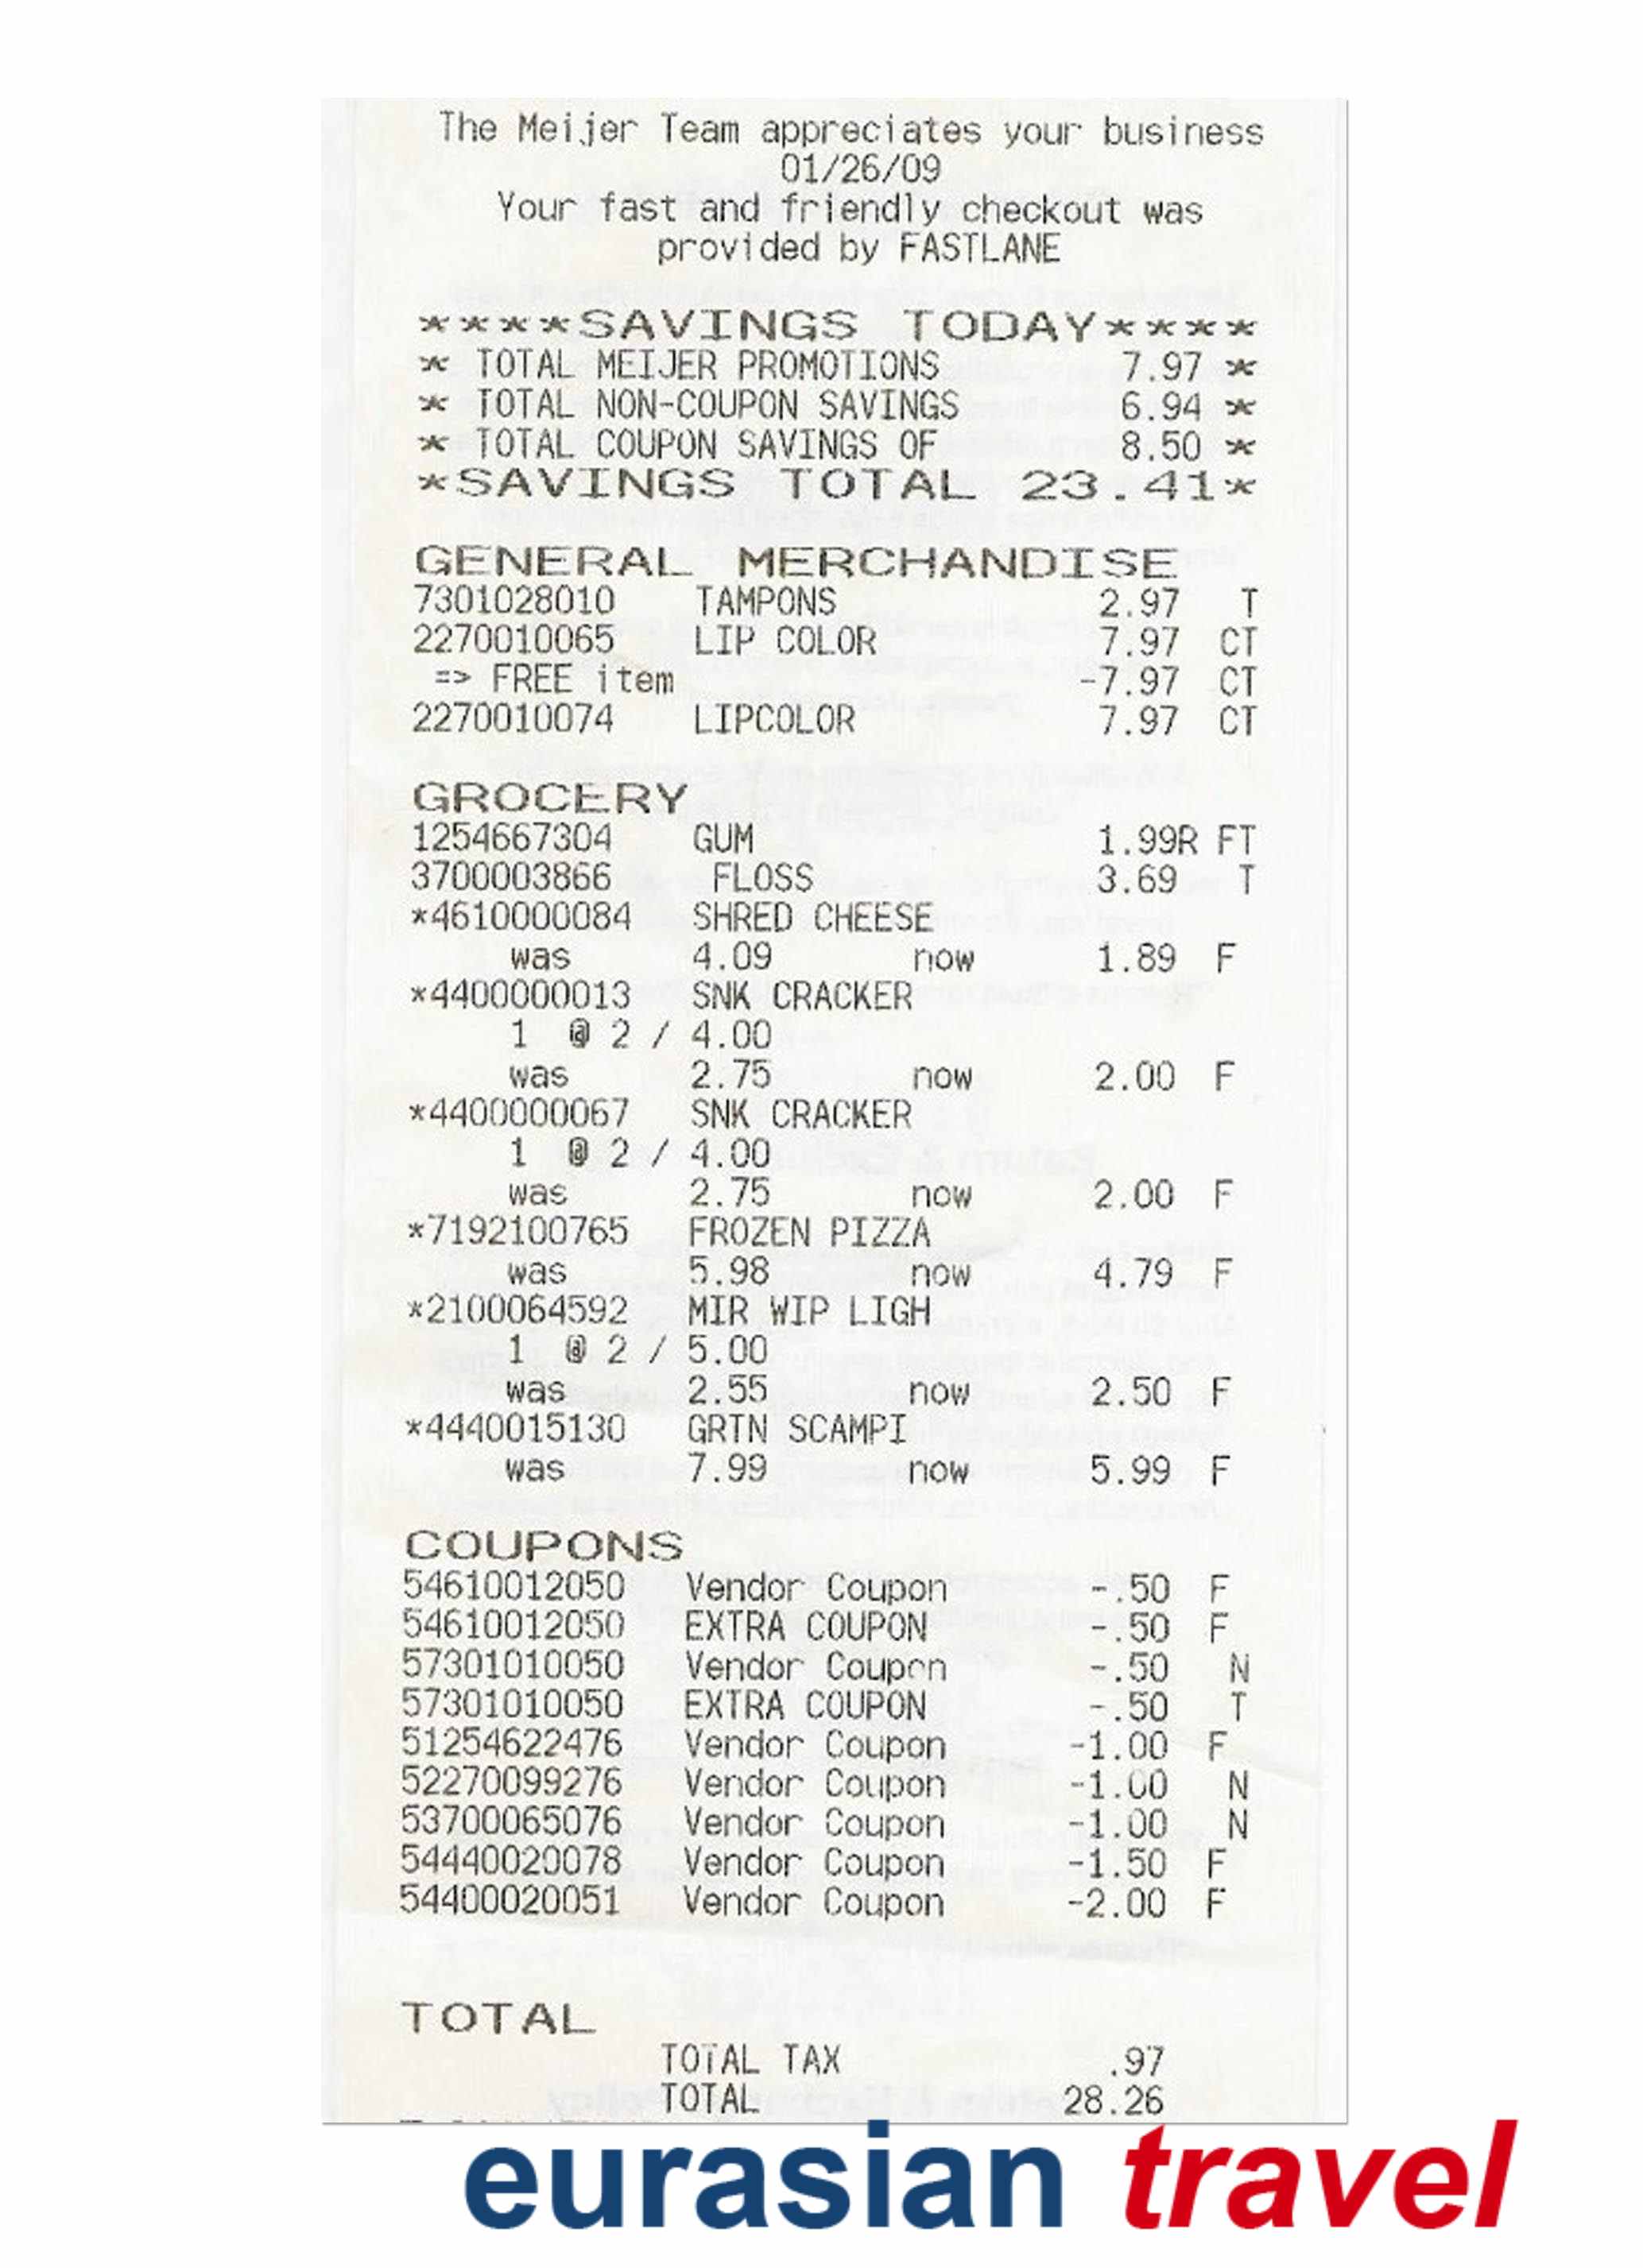 The Meijer Team appreciates your business
01/26/09
Your fast and friendly checkout was
provided by FASTLANE
****SAVINGS TODAY****
* TOTAL MEIJER PROMOTIONS 7.97 *
* TOTAL NON-COUPON SAVINGS 6.94 *
* TOTAL COUPON SAVINGS OF 8.50 *
*SAVINGS TOTAL 23.41*
GENERAL MERCHANDISE
7301028010 TAMPONS 2.97 T
2270010065 LIP COLOR 7.97 CT
=> FREE item -7.97 CT
2270010074 LIPCOLOR 7.97 CT
GROCERY
1254667304 GUM 1.99R FT
3700003866 FLOSS 3.69 T
*4610000084 SHRED CHEESE
was 4.09 now 1.89 F
*4400000013 SNK CRACKER
1 @ 2 / 4.00
was 2.75 now 2.00 F
*4400000067 SNK CRACKER
1 @ 2 / 4.00
was 2.75 now 2.00 F
*7192100765 FROZEN PIZZA
was 5.98 now 4.79 F
*2100064592 MIR WIP LIGH
1 @ 2 / 5.00
was 2.55 now 2.50 F
*4440015130 GRTN SCAMPI
was 7.99 now 5.99 F
COUPONS
54610012050 Vendor Coupon -.50 F
54610012050 EXTRA COUPON -.50 F
57301010050 Vendor Coupon -.50 N
57301010050 EXTRA COUPON -.50 T
51254622476 Vendor Coupon -1.00 F
52270099276 Vendor Coupon -1.00 N
53700065076 Vendor Coupon -1.00 N
54440020078 Vendor Coupon -1.50 F
54400020051 Vendor Coupon -2.00 F
TOTAL
TOTAL TAX .97
TOTAL 28.26
eurasian travel